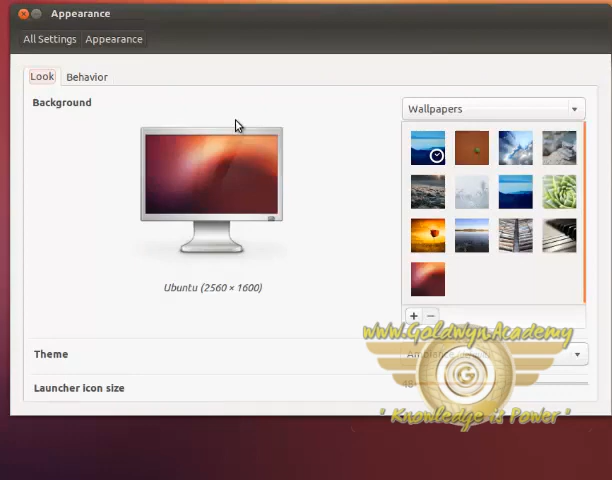 Appearance
All Settings Appearance
Look Behavior
Background
Wallpapers
Ubuntu (2560 × 1600)
www.Goldwyn.Academy
Theme
G
Launcher icon size
48
" Knowledge is Power "